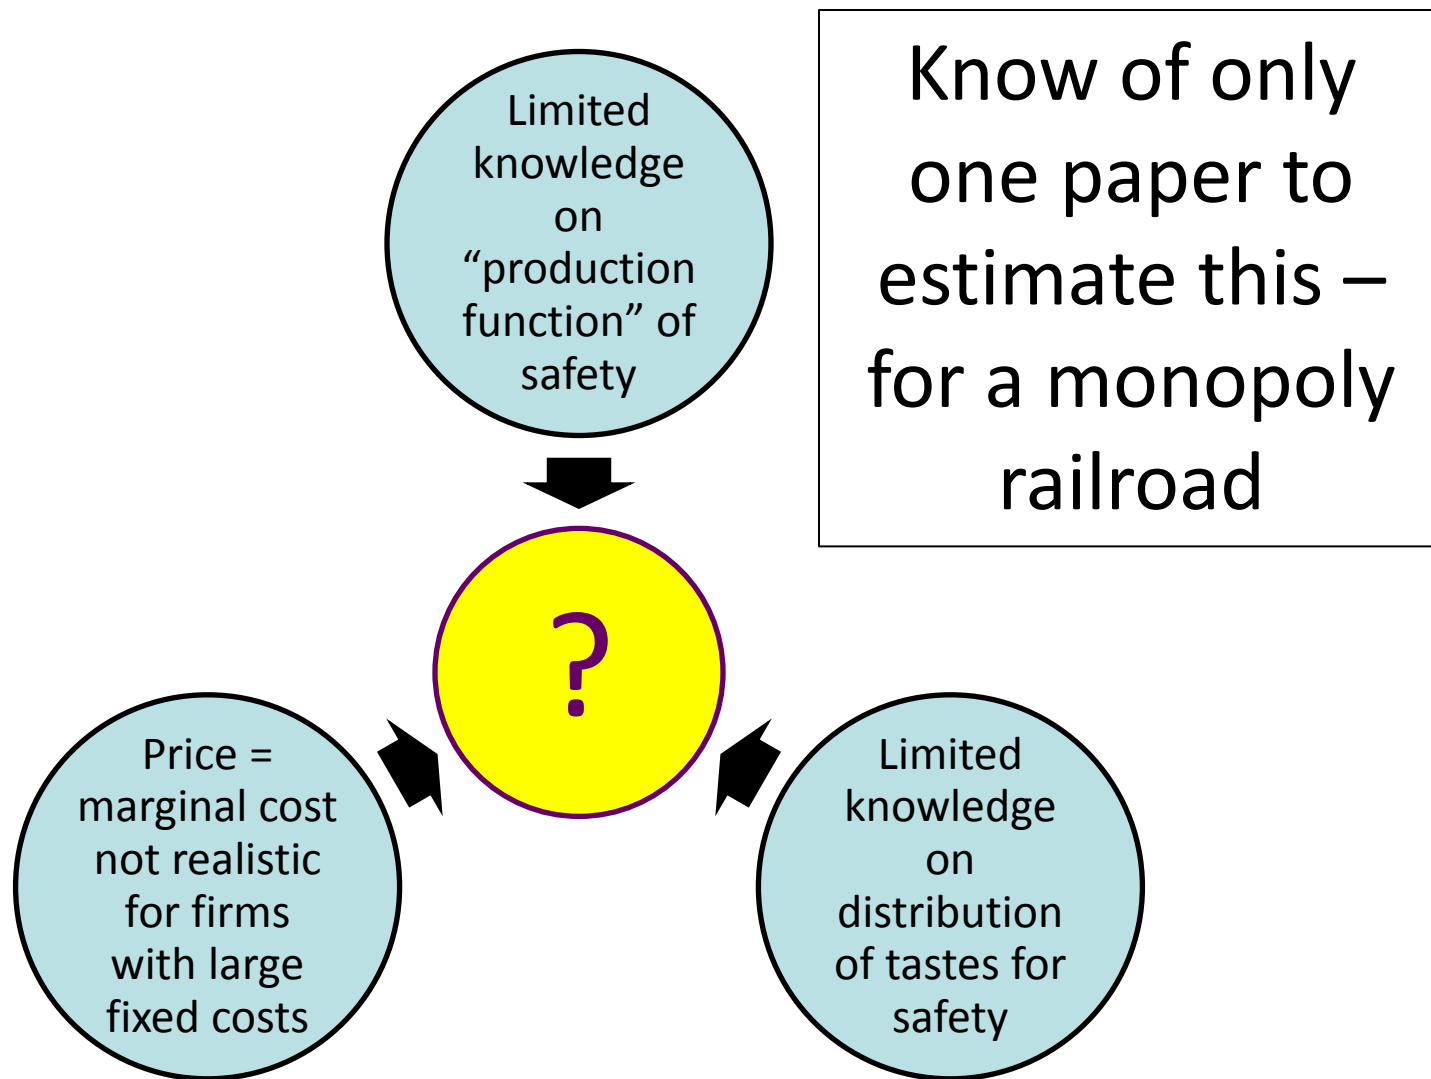 Limited
knowledge
on
“production
function” of
safety
Know of only
one paper to
estimate this –
for a monopoly
railroad
?
Price =
marginal cost
not realistic
for firms
with large
fixed costs
Limited
knowledge
on
distribution
of tastes for
safety